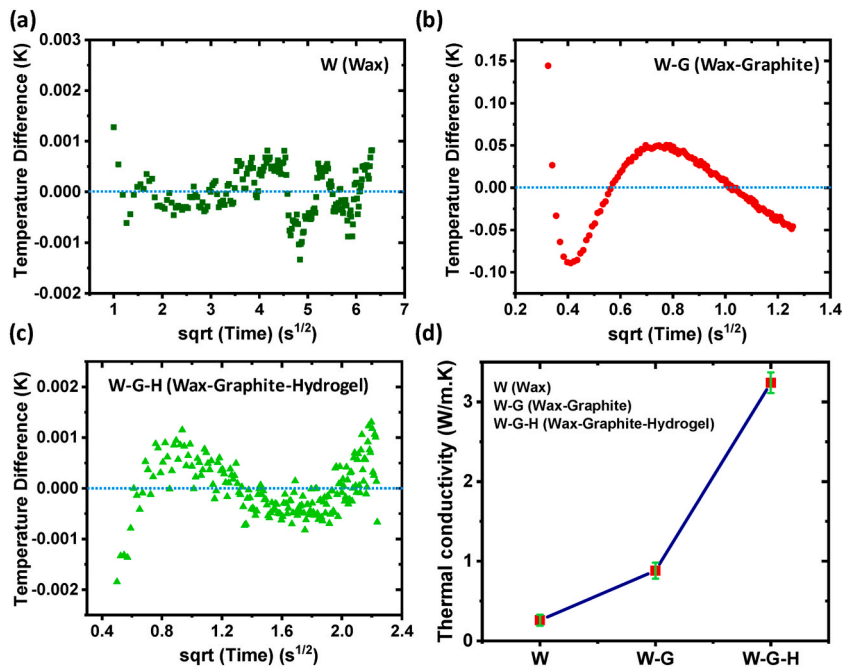 (a)
0.003
0.002
0.001
0.000
-0.001
-0.002
Temperature Difference (K)
W (Wax)
1 2 3 4 5 6 7
sqrt (Time) (s^1/2)
(b)
0.15
0.10
0.05
0.00
-0.05
-0.10
Temperature Difference (K)
W-G (Wax-Graphite)
0.2 0.4 0.6 0.8 1.0 1.2 1.4
sqrt (Time) (s^1/2)
(c)
0.002
0.001
0.000
-0.001
-0.002
Temperature Difference (K)
W-G-H (Wax-Graphite-Hydrogel)
0.4 0.8 1.2 1.6 2.0 2.4
sqrt (Time) (s^1/2)
(d)
3
2
1
0
Thermal conductivity (W/m.K)
W (Wax)
W-G (Wax-Graphite)
W-G-H (Wax-Graphite-Hydrogel)
W W-G W-G-H